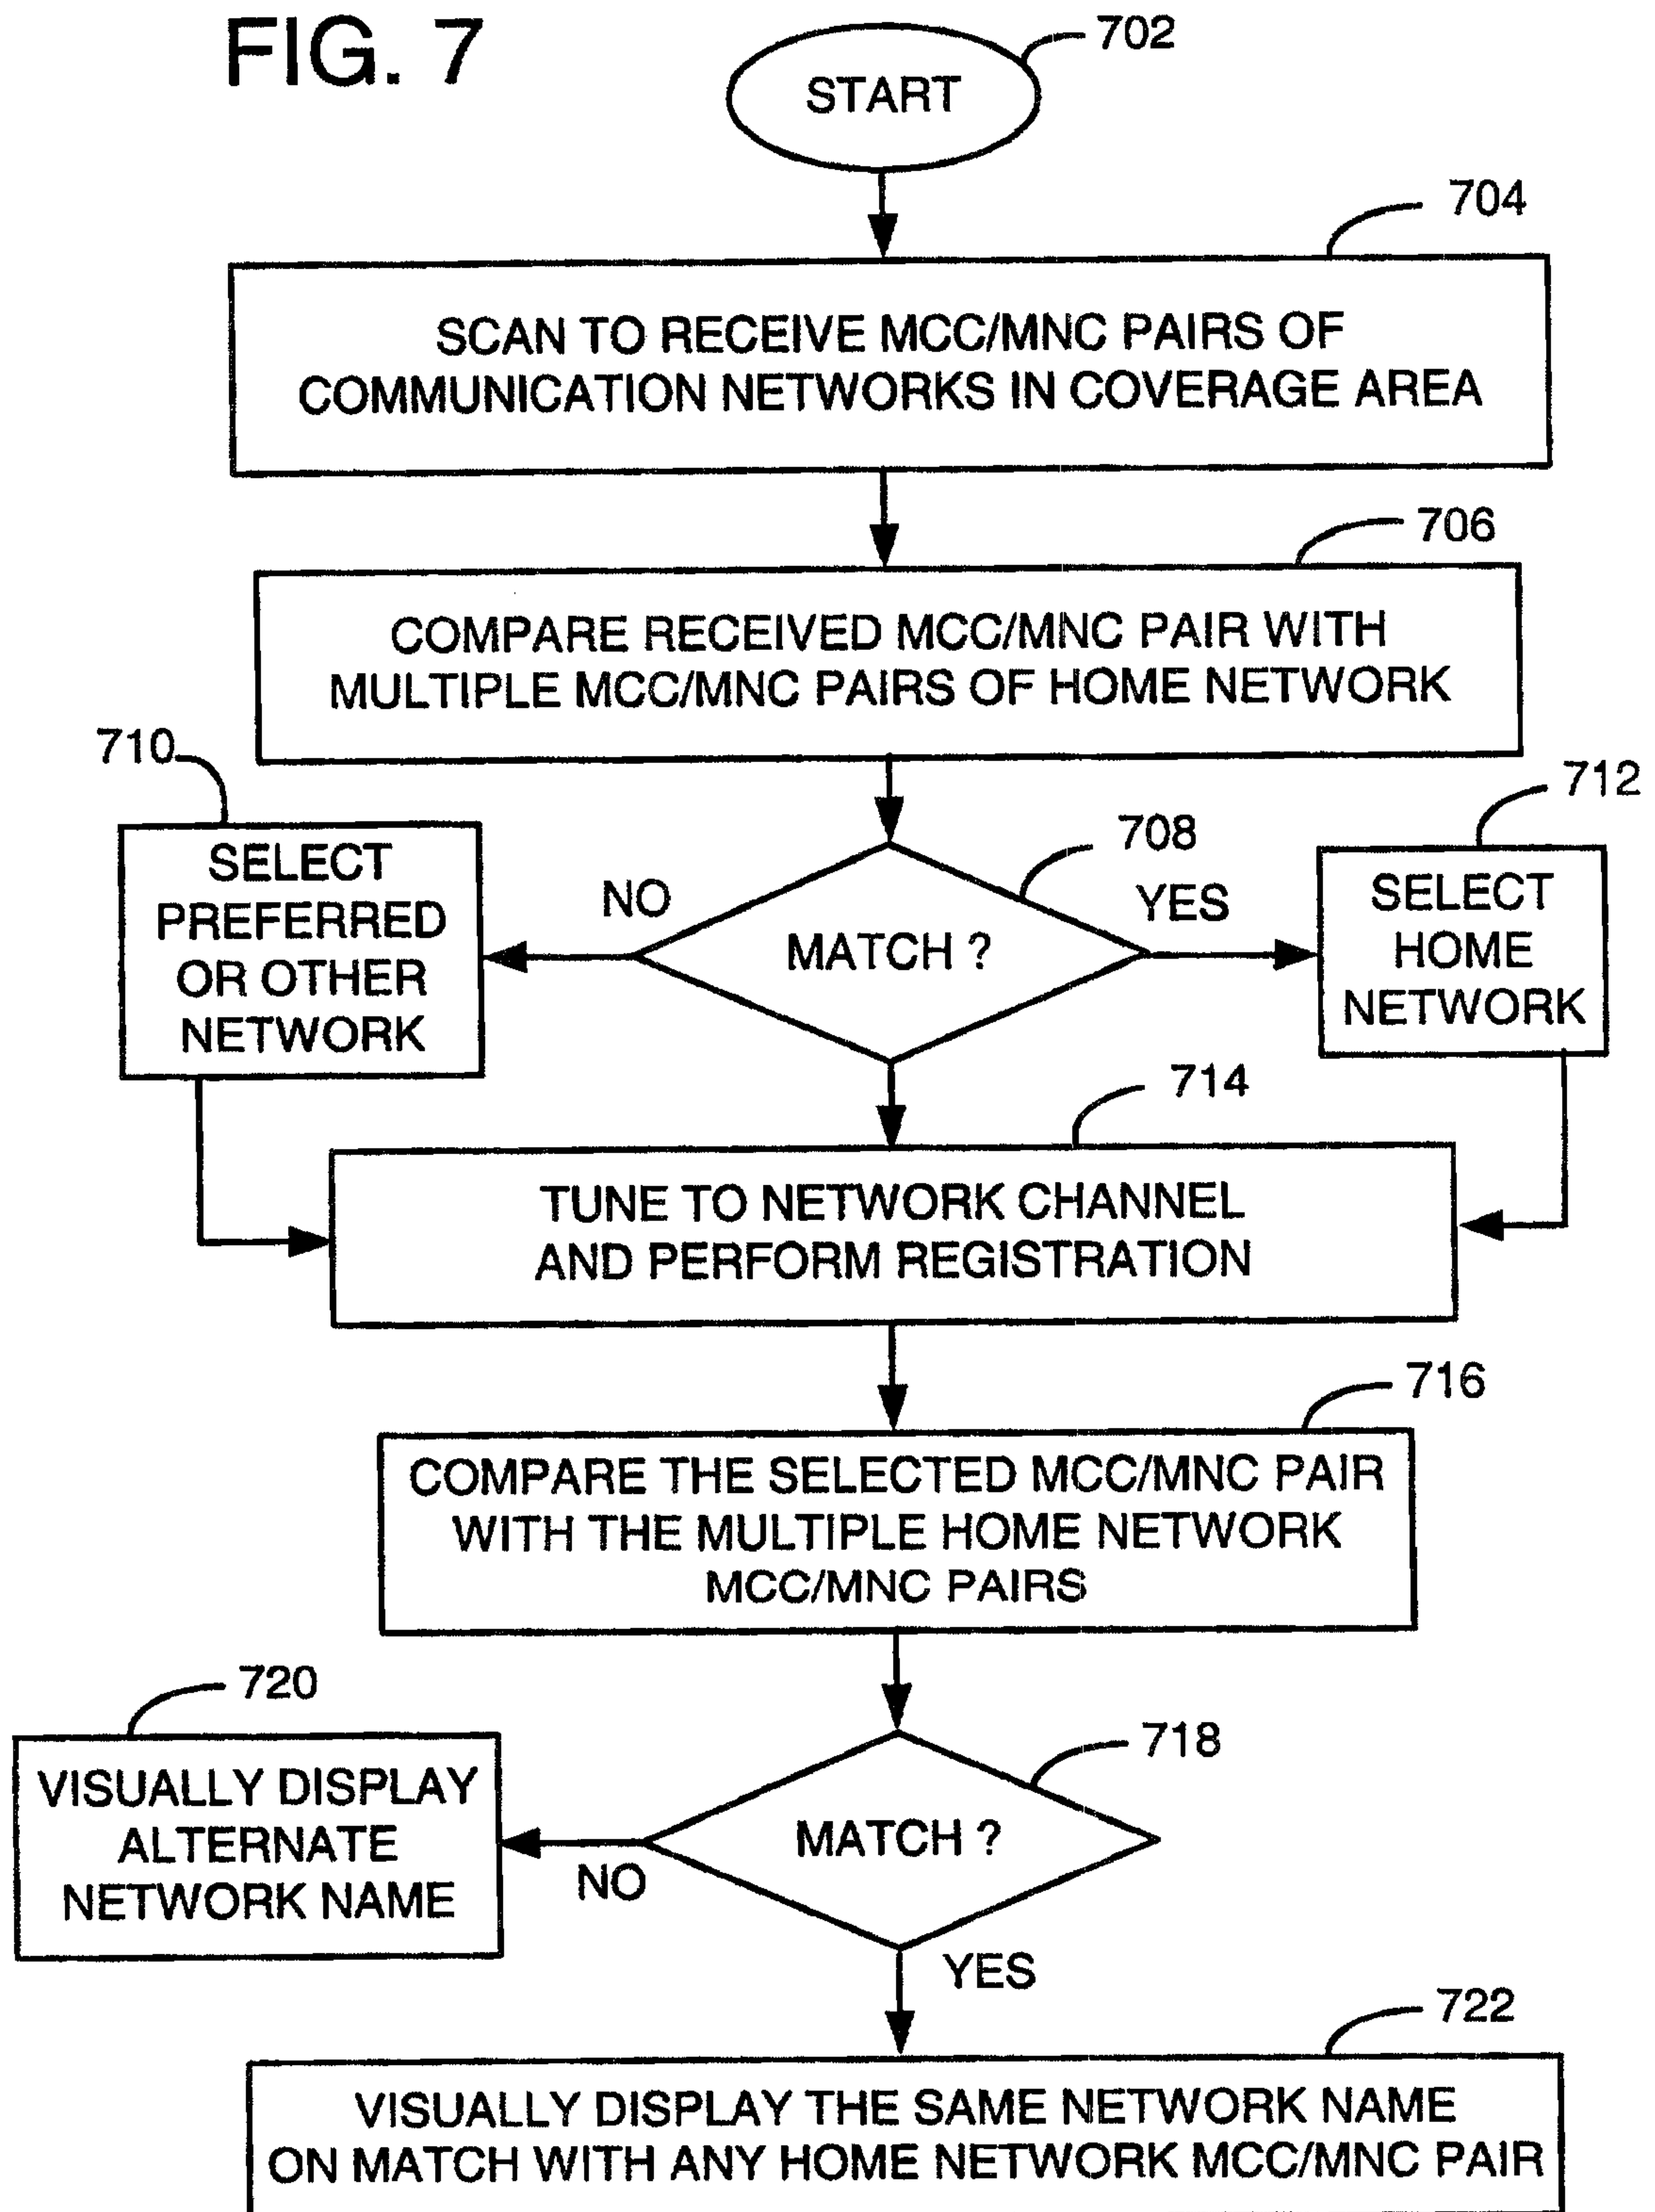 FIG. 7
702
START
704
SCAN TO RECEIVE MCC/MNC PAIRS OF
COMMUNICATION NETWORKS IN COVERAGE AREA
706
COMPARE RECEIVED MCC/MNC PAIR WITH
MULTIPLE MCC/MNC PAIRS OF HOME NETWORK
710
712
708
SELECT
PREFERRED
OR OTHER
NETWORK
NO
MATCH ?
YES
SELECT
HOME
NETWORK
714
TUNE TO NETWORK CHANNEL
AND PERFORM REGISTRATION
716
COMPARE THE SELECTED MCC/MNC PAIR
WITH THE MULTIPLE HOME NETWORK
MCC/MNC PAIRS
720
718
VISUALLY DISPLAY
ALTERNATE
NETWORK NAME
NO
MATCH ?
YES
722
VISUALLY DISPLAY THE SAME NETWORK NAME
ON MATCH WITH ANY HOME NETWORK MCC/MNC PAIR